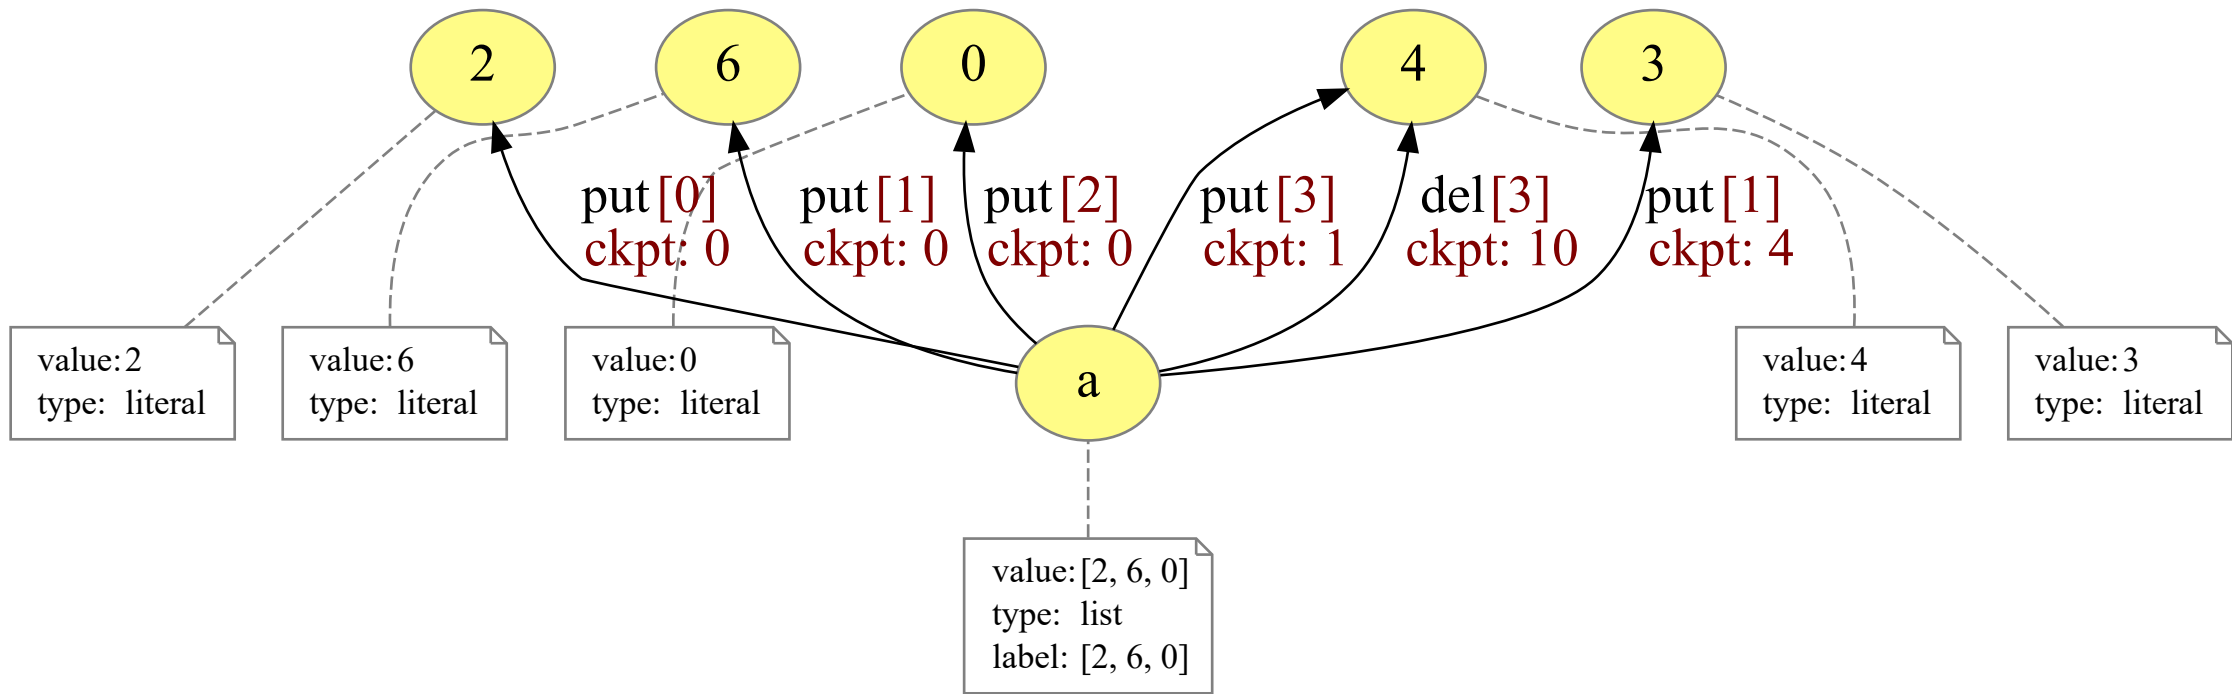 2
6
0
4
3
put [0]
ckpt: 0
put [1]
ckpt: 0
put [2]
ckpt: 0
put [3]
ckpt: 1
del [3]
ckpt: 10
put [1]
ckpt: 4
value: 2
type: literal
value: 6
type: literal
value: 0
type: literal
a
value: 4
type: literal
value: 3
type: literal
value: [2, 6, 0]
type: list
label: [2, 6, 0]